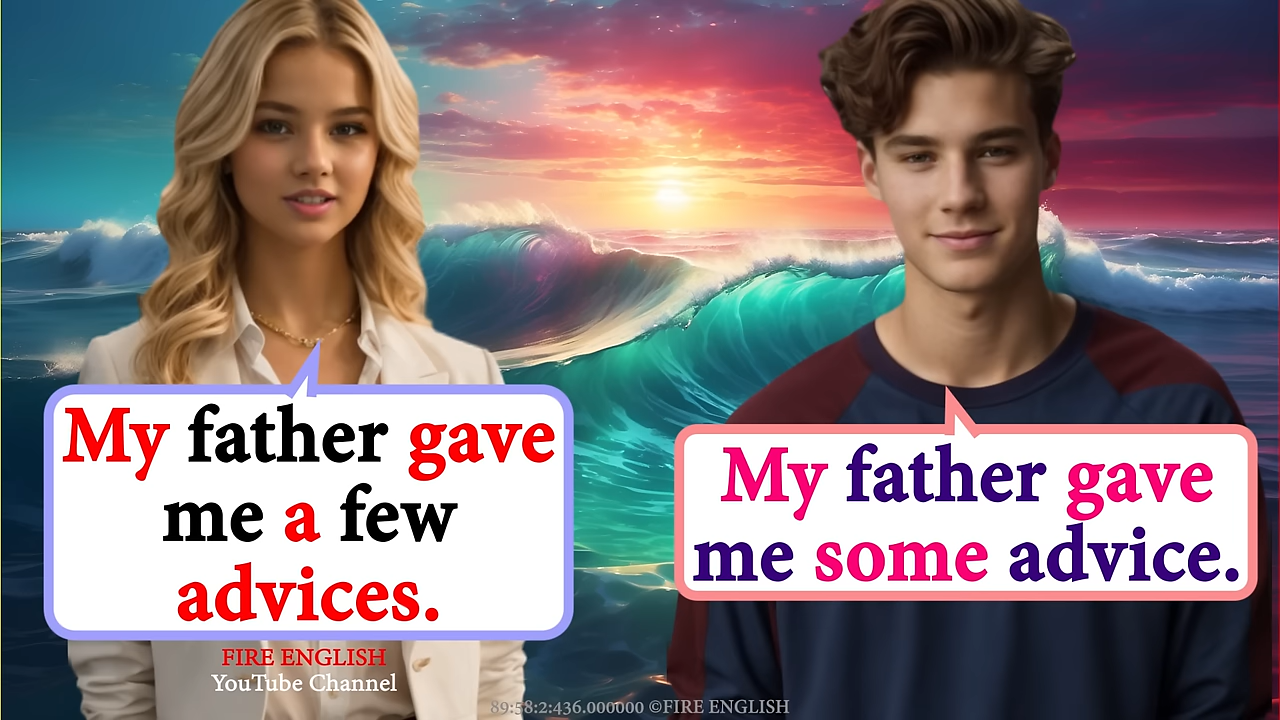 My father gave
me a few
advices.
My father gave
me some advice.
FIRE ENGLISH
YouTube Channel
89:58:2:436.000000 ©FIRE ENGLISH